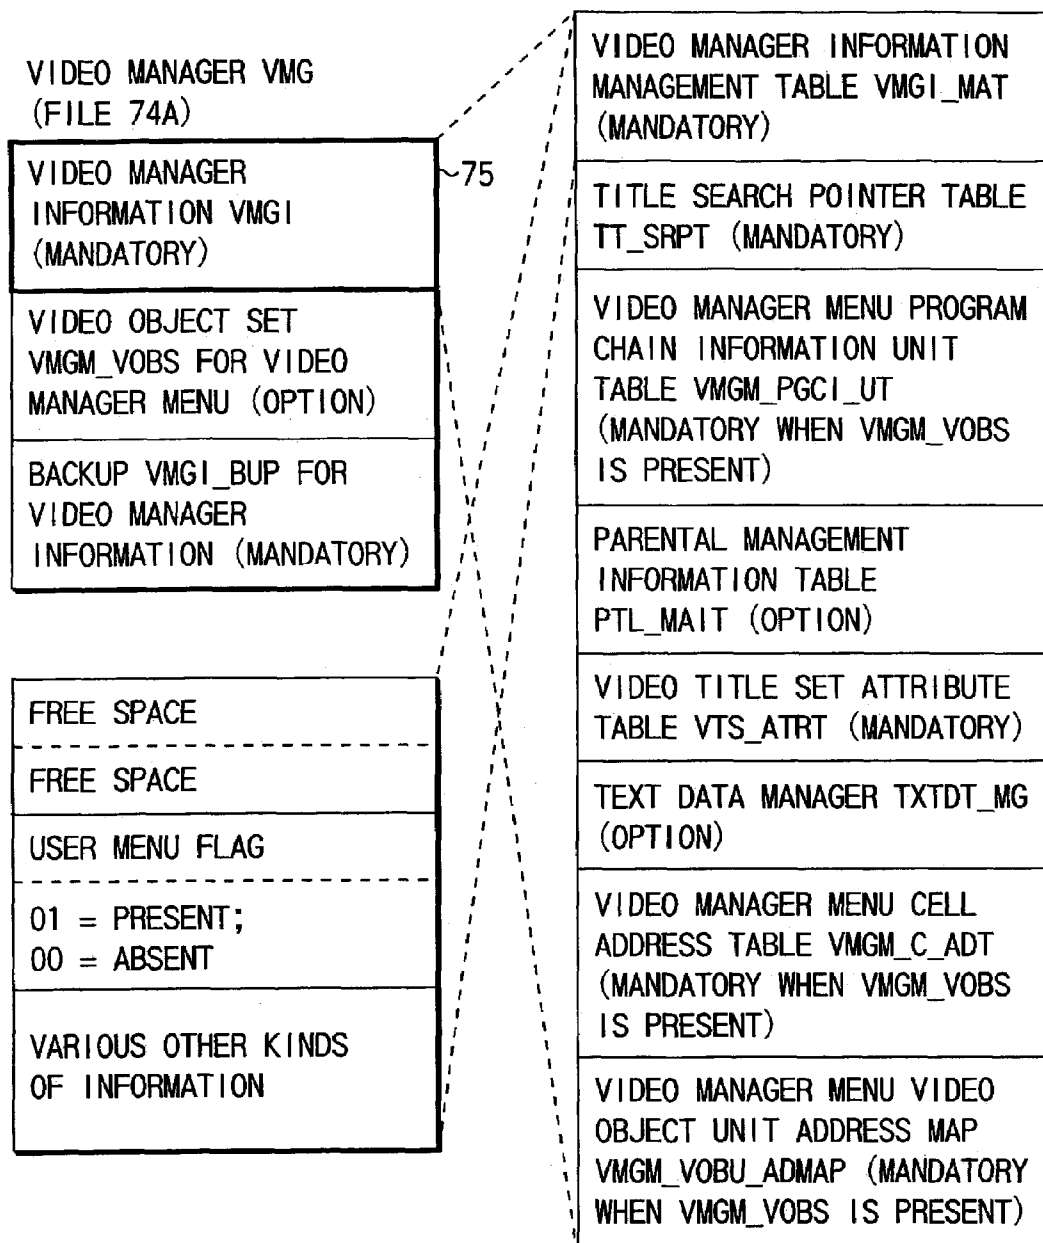 VIDEO MANAGER VMG
(FILE 74A)
VIDEO MANAGER
INFORMATION VMGI
(MANDATORY)
75
VIDEO OBJECT SET
VMGM_VOBS FOR VIDEO
MANAGER MENU (OPTION)
BACKUP VMGI_BUP FOR
VIDEO MANAGER
INFORMATION (MANDATORY)
FREE SPACE
FREE SPACE
USER MENU FLAG
01 = PRESENT;
00 = ABSENT
VARIOUS OTHER KINDS
OF INFORMATION
VIDEO MANAGER INFORMATION
MANAGEMENT TABLE VMGI_MAT
(MANDATORY)
TITLE SEARCH POINTER TABLE
TT_SRPT (MANDATORY)
VIDEO MANAGER MENU PROGRAM
CHAIN INFORMATION UNIT
TABLE VMGM_PGCI_UT
(MANDATORY WHEN VMGM_VOBS
IS PRESENT)
PARENTAL MANAGEMENT
INFORMATION TABLE
PTL_MAIT (OPTION)
VIDEO TITLE SET ATTRIBUTE
TABLE VTS_ATRT (MANDATORY)
TEXT DATA MANAGER TXTDT_MG
(OPTION)
VIDEO MANAGER MENU CELL
ADDRESS TABLE VMGM_C_ADT
(MANDATORY WHEN VMGM_VOBS
IS PRESENT)
VIDEO MANAGER MENU VIDEO
OBJECT UNIT ADDRESS MAP
VMGM_VOBU_ADMAP (MANDATORY
WHEN VMGM_VOBS IS PRESENT)